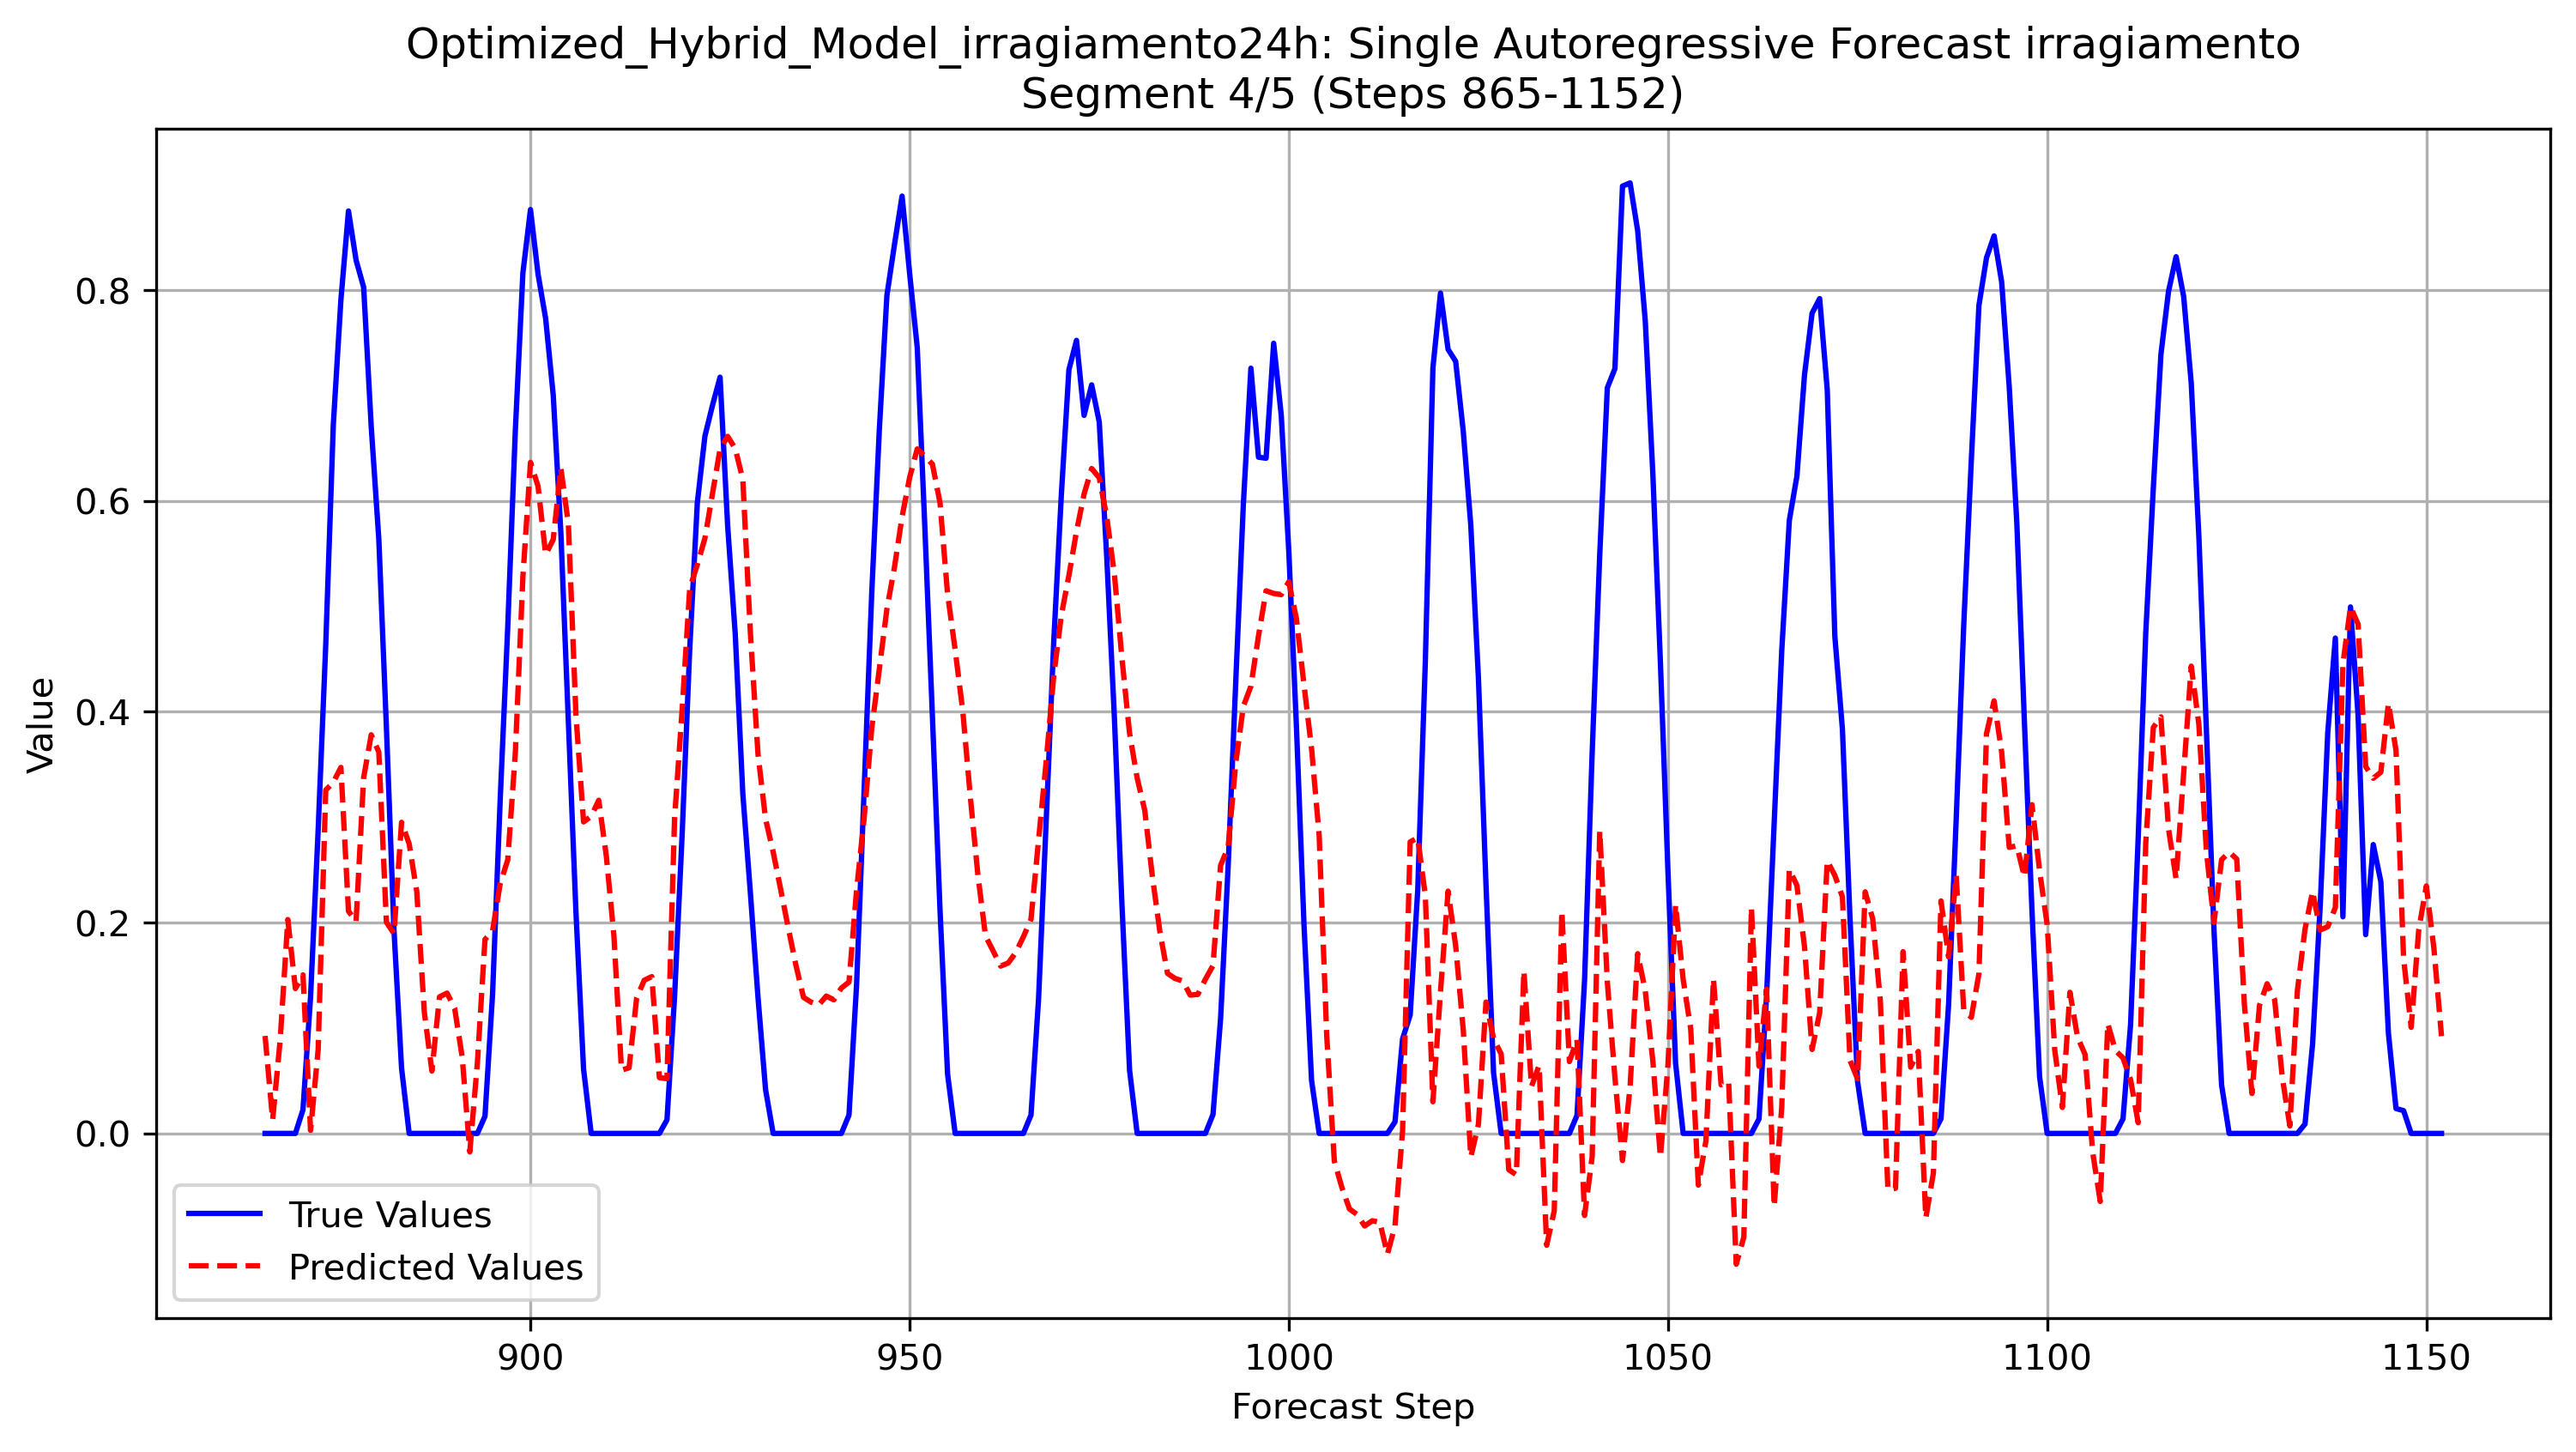 Optimized_Hybrid_Model_irragiamento24h: Single Autoregressive Forecast irragiamento
Segment 4/5 (Steps 865-1152)
Value
0.8
0.6
0.4
0.2
0.0
True Values
Predicted Values
900
950
1000
1050
1100
1150
Forecast Step